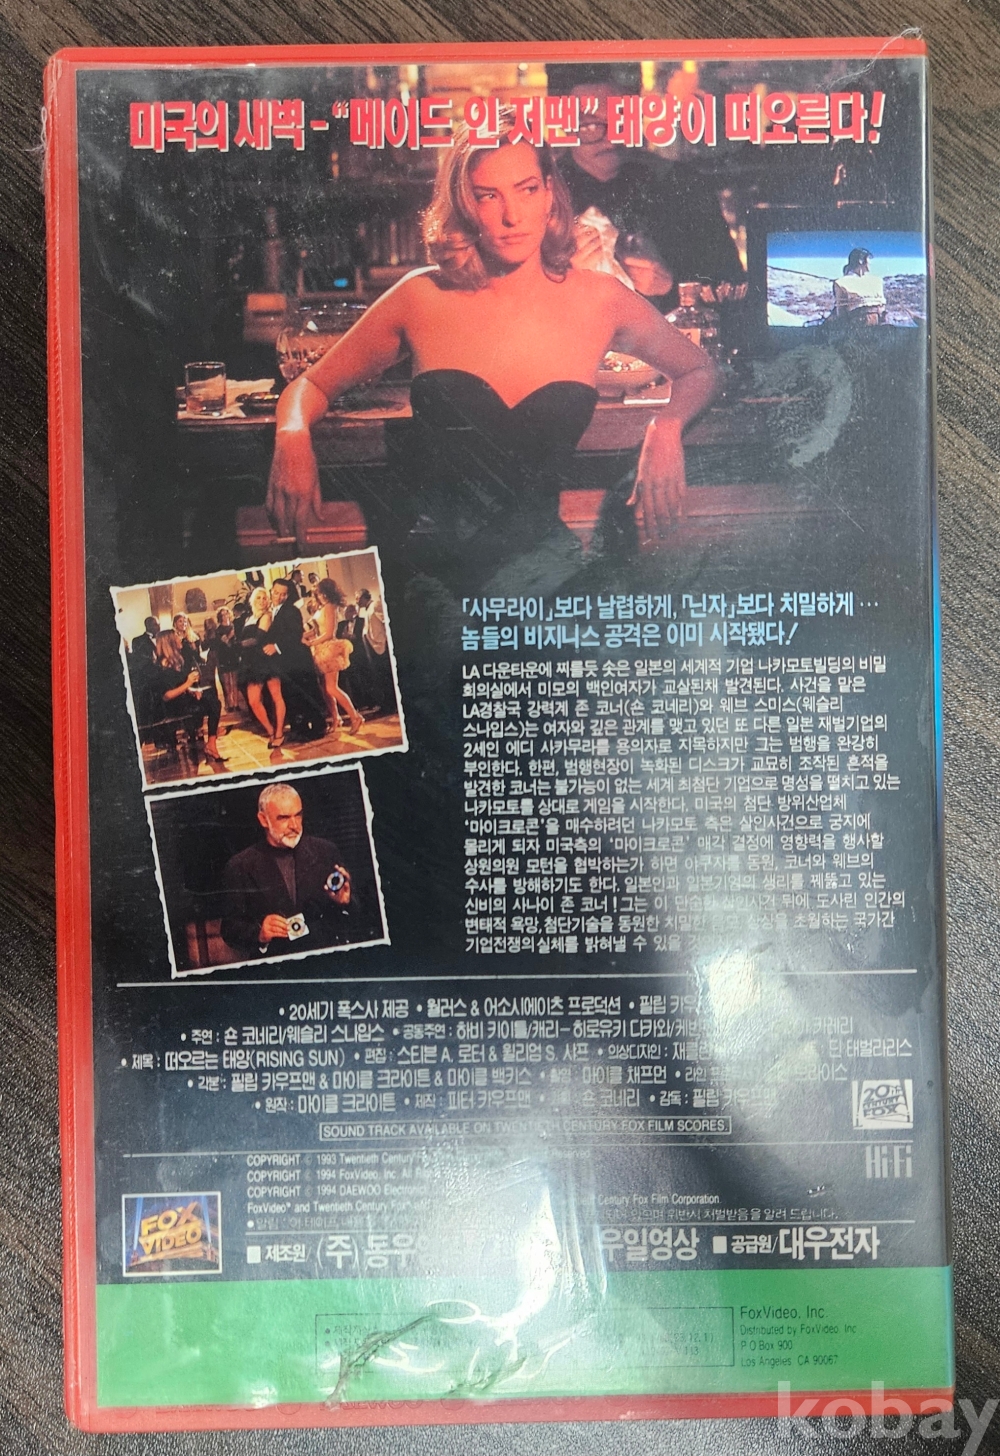 미국의 새벽 - "메이드 인 저팬" 태양이 떠오른다!
「사무라이」보다 날렵하게, 「닌자」보다 치밀하게 …
놈들의 비지니스 공격은 이미 시작됐다!
LA 다운타운에 찌를듯 솟은 일본의 세계적 기업 나카모토빌딩의 비밀
회의실에서 미모의 백인여자가 교살된채 발견된다. 사건을 맡은
LA경찰국 강력계 존 코너(숀 코네리)와 웨브 스미스(웨슬리
스나입스)는 여자와 깊은 관계를 맺고 있던 또 다른 일본 재벌기업의
2세인 에디 사카무라를 용의자로 지목하지만 그는 범행을 완강히
부인한다. 한편, 범행현장이 녹화된 디스크가 교묘히 조작된 흔적을
발견한 코너는 불가능이 없는 세계 최첨단 기업으로 명성을 떨치고 있는
나카모토를 상대로 게임을 시작한다. 미국의 첨단 방위산업체
'마이크로콘'을 매수하려던 나카모토 측은 살인사건으로 궁지에
몰리게 되자 미국측의 '마이크로콘' 매각 결정에 영향력을 행사할
상원의원 모턴을 협박하는가 하면 야쿠자를 동원, 코너와 웨브의
수사를 방해하기도 한다. 일본인과 일본기업의 생리를 꿰뚫고 있는
신비의 사나이 존 코너! 그는 이 단순한 살인사건 뒤에 도사린 인간의
변태적 욕망, 첨단기술을 동원한 치밀한 상상을 초월하는 국가간
기업전쟁의 실체를 밝혀낼 수 있을
• 20세기 폭스사 제공 • 월러스 & 어소시에이츠 프로덕션 • 필립
• 주연 : 숀 코네리/웨슬리 스나입스 • 공동주연 : 하비 카이틀/캐리-히로유키 다카와/케빈
• 제목 : 떠오르는 태양(RISING SUN) • 편집 : 스티븐 A. 로터 & 윌리엄 S. 사프 • 의상디자인 : 틴 태벌라리스
• 각본 : 필립 카우프맨 & 마이클 크라이튼 & 마이클 백키스 • 촬영 : 마이클 채프먼
• 원작 : 마이클 크라이튼 • 제작 : 피터 카우프맨 숀 코네리 • 감독 : 필립 카우프맨
20TH CENTURY FOX
SOUND TRACK AVAILABLE ON TWENTIETH CENTURY FOX FILM SCORES.
COPYRIGHT © 1993 Twentieth Century Reserved
COPYRIGHT © 1994 FoxVideo, Inc. All
COPYRIGHT © 1994 DAEWOO Electronics
FoxVideo™ and Twentieth Century Century Fox Film Corporation.
Hi-Fi
FOX VIDEO
■ 제조원 / (주)동우 우일영상 ■ 공급원/대우전자
FoxVideo, Inc.
Distributed by FoxVideo, Inc
P.O Box 900
Los Angeles, CA 90067
kobay